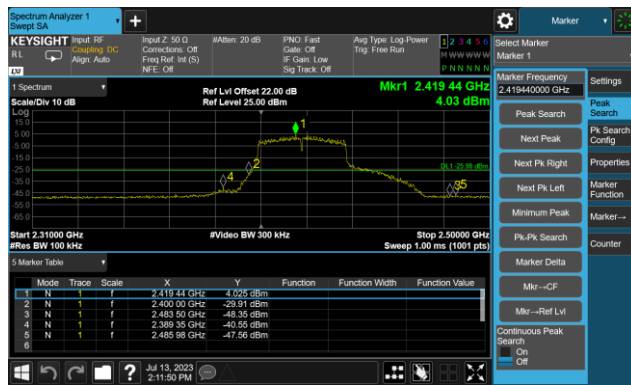 Spectrum Analyzer 1
Swept SA
Marker
KEYSIGHT
Input: RF
Input Z: 50 Ω
#Atten: 20 dB
PNO: Fast
Avg Type: Log-Power
1 2 3 4 5 6
R L
Coupling: DC
Corrections: Off
Gate: Off
Trig: Free Run
M W W W W W
Align: Auto
Freq Ref: Int (S)
IF Gain: Low
P N N N N N
NFE: Off
Sig Track: Off
LXI
Select Marker
Marker 1
1 Spectrum
Ref Lvl Offset 22.00 dB
Mkr1 2.419 44 GHz
Scale/Div 10 dB
Ref Level 25.00 dBm
4.03 dBm
Log
15.0
5.00
-5.00
-15.0
-25.0
-35.0
-45.0
-55.0
-65.0
1
2
4
DL1 -25.98 dBm
Start 2.31000 GHz
#Video BW 300 kHz
Stop 2.50000 GHz
#Res BW 100 kHz
Sweep 1.00 ms (1001 pts)
5 Marker Table
Mode Trace Scale X Y Function Function Width Function Value
1 N 1 f 2.419 44 GHz 4.025 dBm
2 N 1 f 2.400 00 GHz -29.91 dBm
3 N 1 f 2.483 50 GHz -48.35 dBm
4 N 1 f 2.389 35 GHz -40.55 dBm
5 N 1 f 2.485 98 GHz -47.56 dBm
6
Jul 13, 2023
2:11:50 PM
Marker Frequency
2.419440000 GHz
Peak Search
Next Peak
Next Pk Right
Next Pk Left
Minimum Peak
Pk-Pk Search
Marker Delta
Mkr→CF
Mkr→Ref Lvl
Continuous Peak
Search
On
Off
Settings
Peak
Search
Pk Search
Config
Properties
Marker
Function
Marker→
Counter